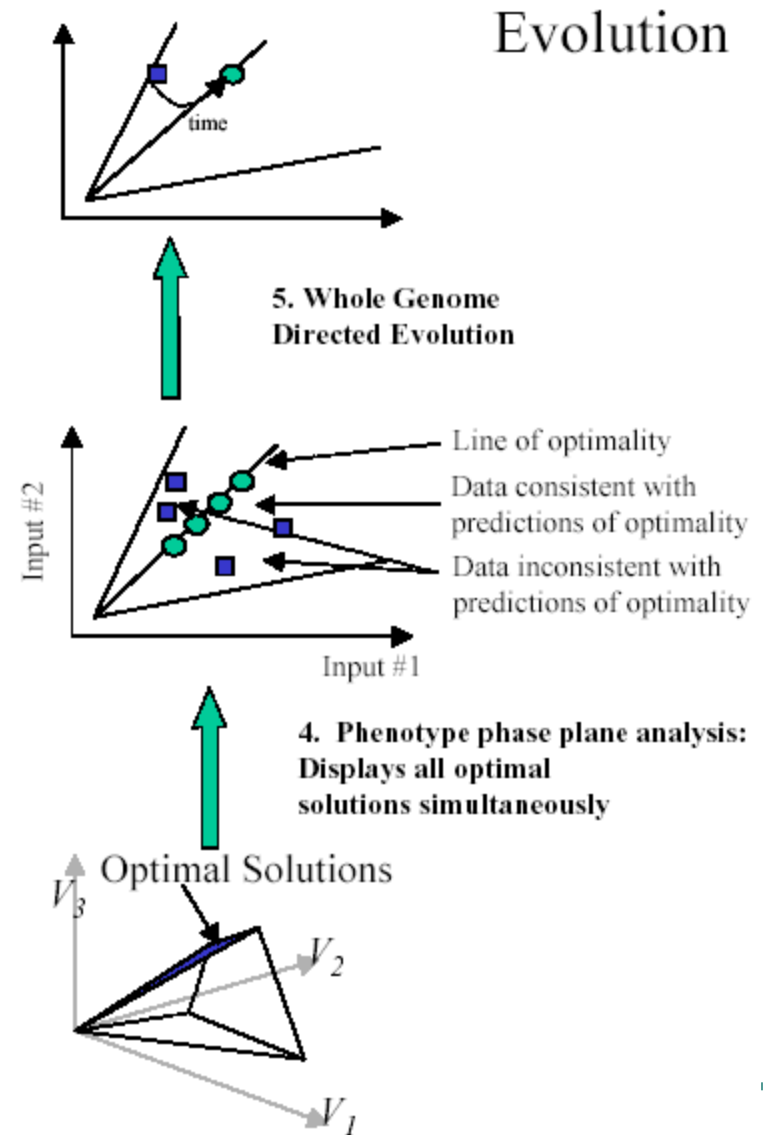 Evolution
time
5. Whole Genome
Directed Evolution
Line of optimality
Data consistent with
predictions of optimality
Data inconsistent with
predictions of optimality
Input #2
Input #1
4. Phenotype phase plane analysis:
Displays all optimal
solutions simultaneously
Optimal Solutions
V3
V2
V1